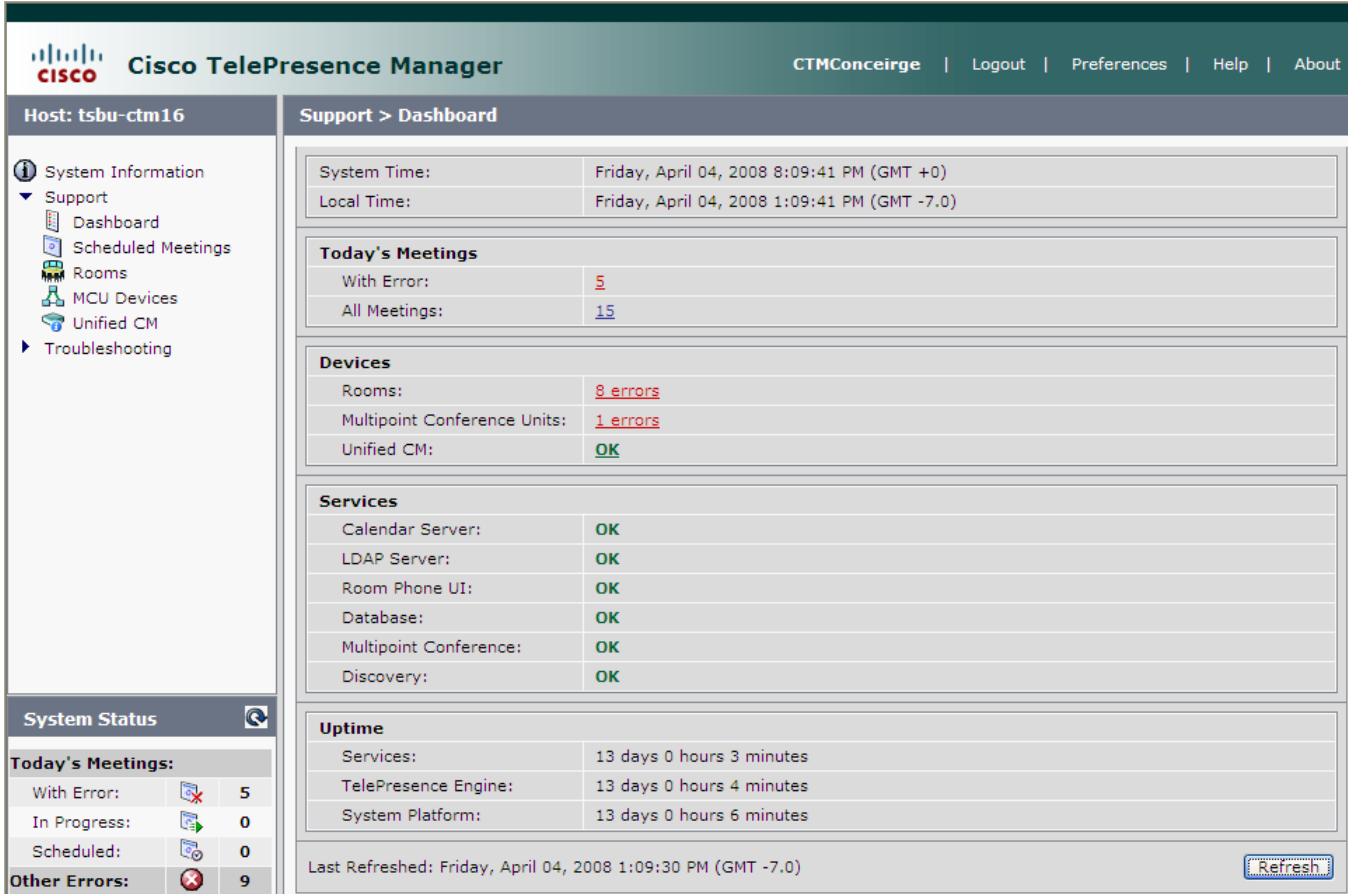 CISCO
Cisco TelePresence Manager
CTMConceirge | Logout | Preferences | Help | About
Host: tsbu-ctm16
System Information
Support
Dashboard
Scheduled Meetings
Rooms
MCU Devices
Unified CM
Troubleshooting
System Status
Today's Meetings:
With Error: 5
In Progress: 0
Scheduled: 0
Other Errors: 9
Support > Dashboard
System Time: Friday, April 04, 2008 8:09:41 PM (GMT +0)
Local Time: Friday, April 04, 2008 1:09:41 PM (GMT -7.0)
Today's Meetings
With Error: 5
All Meetings: 15
Devices
Rooms: 8 errors
Multipoint Conference Units: 1 errors
Unified CM: OK
Services
Calendar Server: OK
LDAP Server: OK
Room Phone UI: OK
Database: OK
Multipoint Conference: OK
Discovery: OK
Uptime
Services: 13 days 0 hours 3 minutes
TelePresence Engine: 13 days 0 hours 4 minutes
System Platform: 13 days 0 hours 6 minutes
Last Refreshed: Friday, April 04, 2008 1:09:30 PM (GMT -7.0)
Refresh